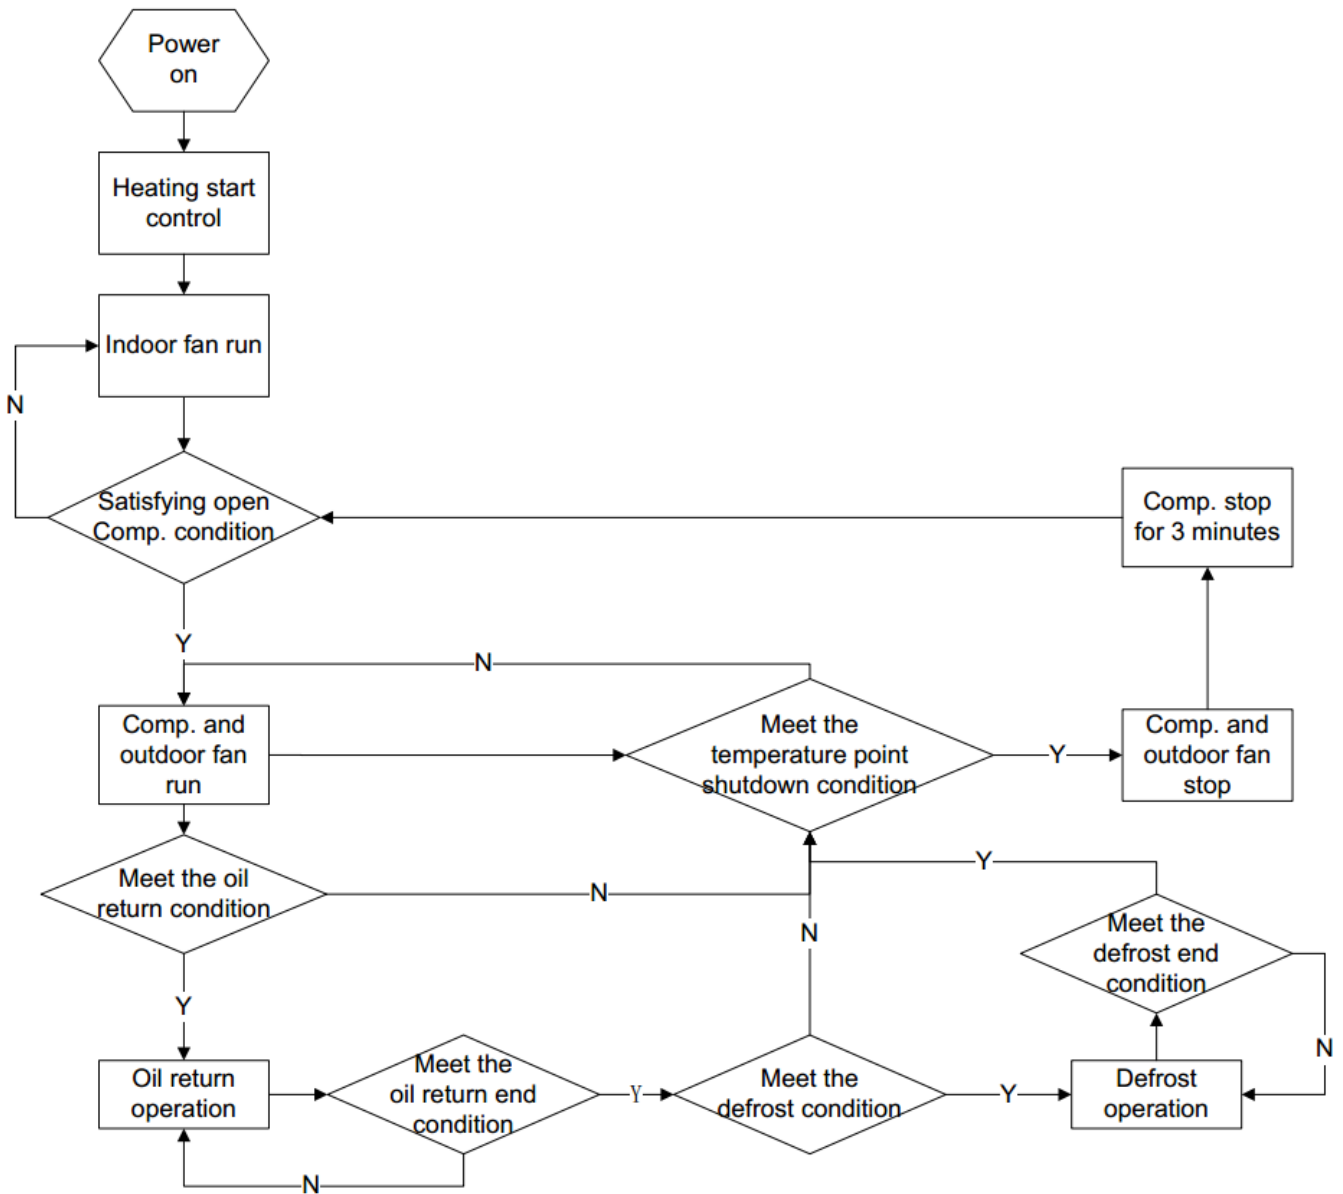 Power
on
Heating start
control
Indoor fan run
N
Satisfying open
Comp. condition
Comp. stop
for 3 minutes
Y
N
Comp. and
outdoor fan
run
Meet the
temperature point
shutdown condition
Y
Comp. and
outdoor fan
stop
Meet the oil
return condition
N
Y
N
Meet the
defrost end
condition
Y
N
Oil return
operation
Meet the
oil return end
condition
Y
Meet the
defrost condition
Y
Defrost
operation
N